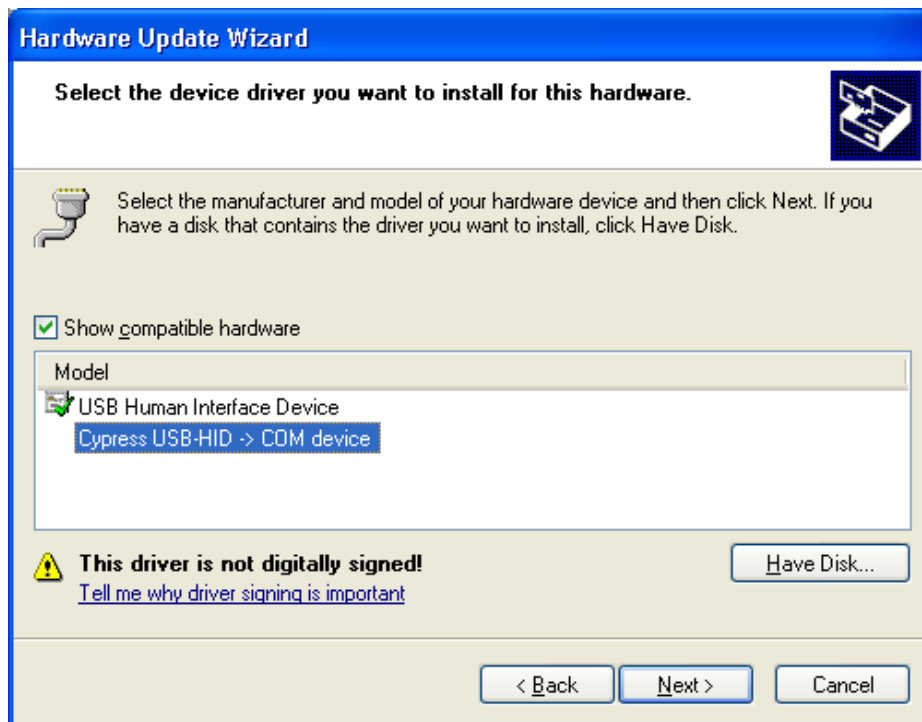 Hardware Update Wizard
Select the device driver you want to install for this hardware.
Select the manufacturer and model of your hardware device and then click Next. If you
have a disk that contains the driver you want to install, click Have Disk.
Show compatible hardware
Model
USB Human Interface Device
Cypress USB-HID -> COM device
This driver is not digitally signed!
Have Disk...
Tell me why driver signing is important
< Back
Next >
Cancel